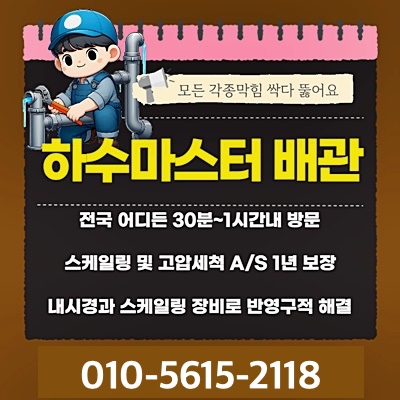 모든 각종막힘 싹다 뚫어요
하수마스터 배관
전국 어디든 30분~1시간내 방문
스케일링 및 고압세척 A/S 1년 보장
내시경과 스케일링 장비로 반영구적 해결
010-5615-2118